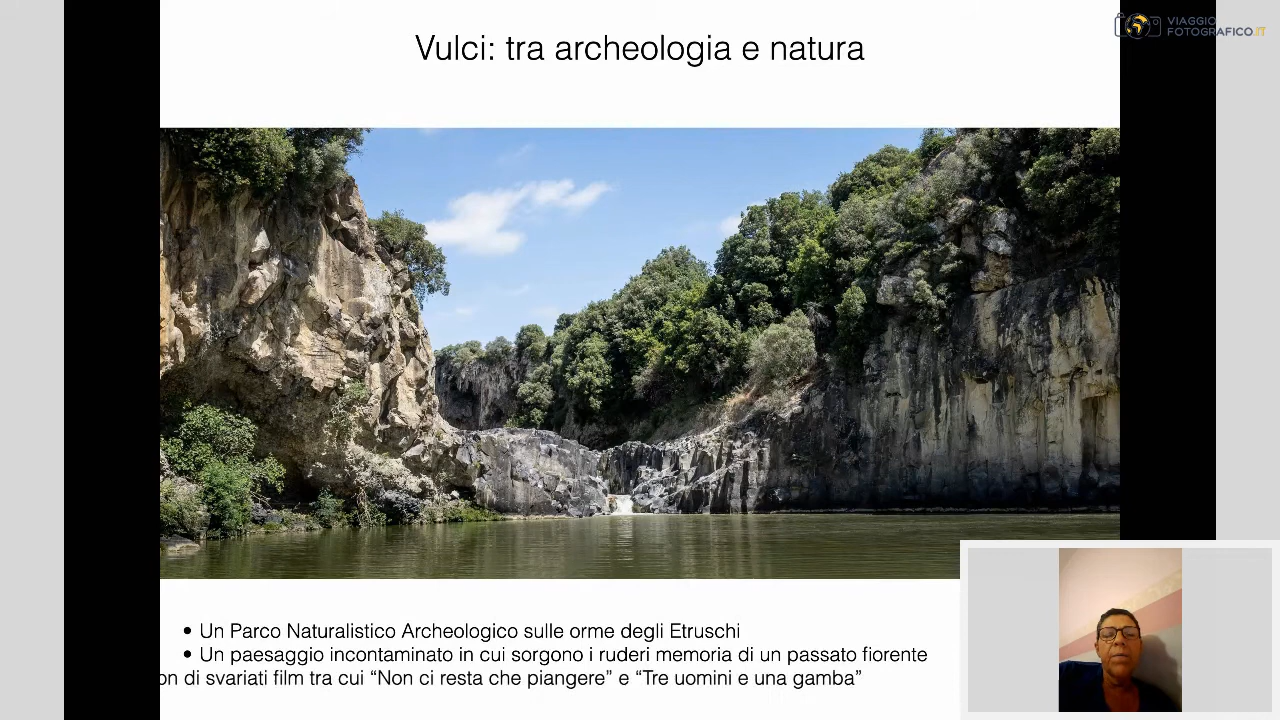 VIAGGIO
FOTOGRAFICO.IT
Vulci: tra archeologia e natura
• Un Parco Naturalistico Archeologico sulle orme degli Etruschi
• Un paesaggio incontaminato in cui sorgono i ruderi memoria di un passato fiorente
di svariati film tra cui “Non ci resta che piangere” e “Tre uomini e una gamba”